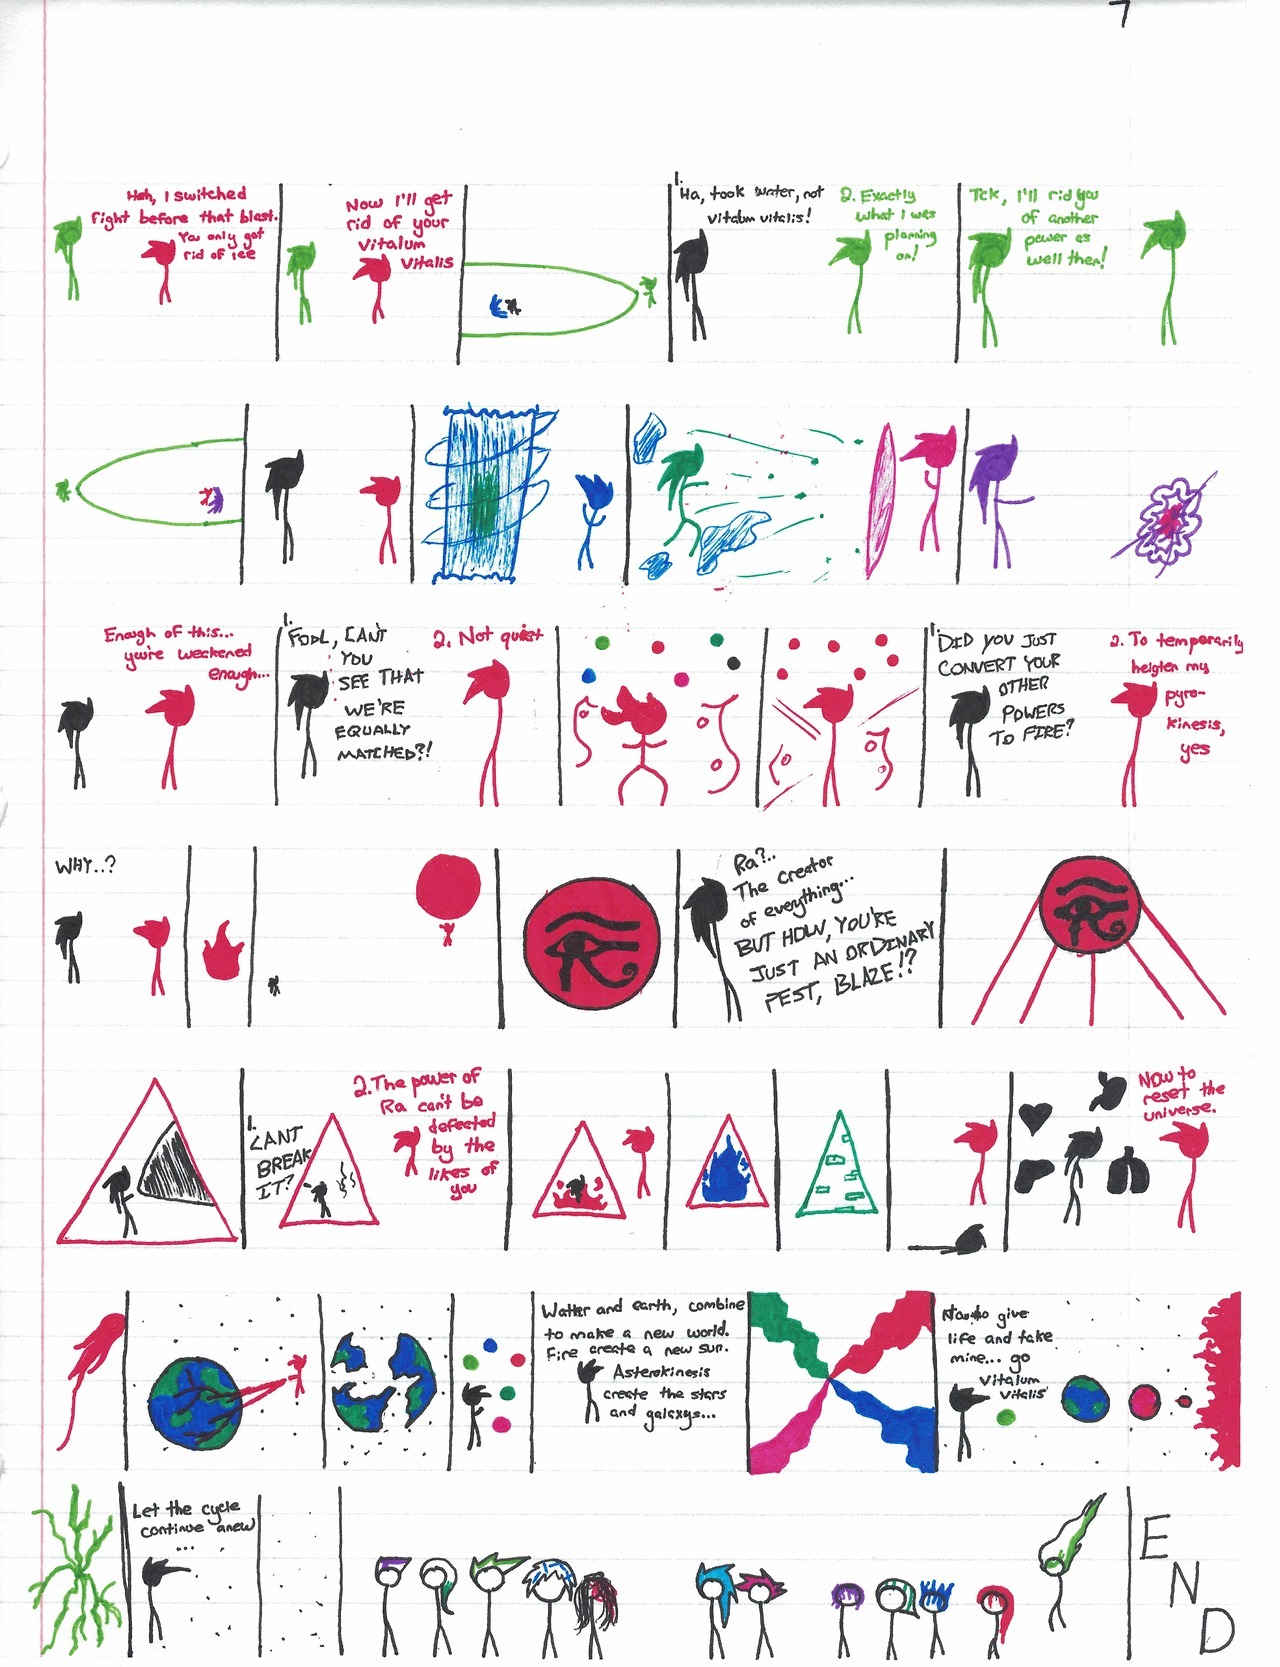 7
Heh, I switched
fight before that blast.
You only got
rid of ice
Now I'll get
rid of your
Vitalum
Vitalis
1.
Ha, took water, not
vitalum vitalis!
2. Exactly
what I was
planning
on!
Tck, I'll rid you
of another
power as
well then!
Enough of this...
you're weakened
enough...
1.
FOOL, CAN'T
YOU
SEE THAT
WE'RE
EQUALLY
MATCHED?!
2. Not quiet
1.
DID YOU JUST
CONVERT YOUR
OTHER
POWERS
TO FIRE?
2. To temporarily
heigten my
pyro-
kinesis,
yes
WHY..?
Ra?..
The creator
of everything...
BUT HOW, YOU'RE
JUST AN ORDINARY
PEST, BLAZE!?
1.
CANT
BREAK
IT?
2. The power of
Ra can't be
defeected
by the
likes of
you
Now to
reset the
universe.
Watter and earth, combine
to make a new world.
Fire create a new sun.
Asterokinesis
create the stars
and galaxys...
Now to give
life and take
mine... go
Vitalum
Vitalis
Let the cycle
continue anew
...
E
N
D